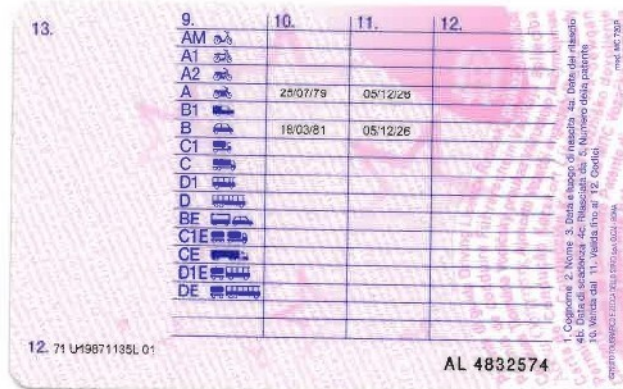 13.
9. 10. 11. 12.
AM
A1
A2
A 25/07/79 05/12/26
B1
B 18/03/81 05/12/26
C1
C
D1
D
BE
C1E
CE
D1E
DE
12. 71 U19871135L 01
AL 4832574
1. Cognome 2. Nome 3. Data e luogo di nascita 4a. Data del rilascio
4b. Data di scadenza 4c. Rilasciata da 5. Numero della patente
10. Valida dal 11. Valida fino al 12. Codici
mod. MC 720P